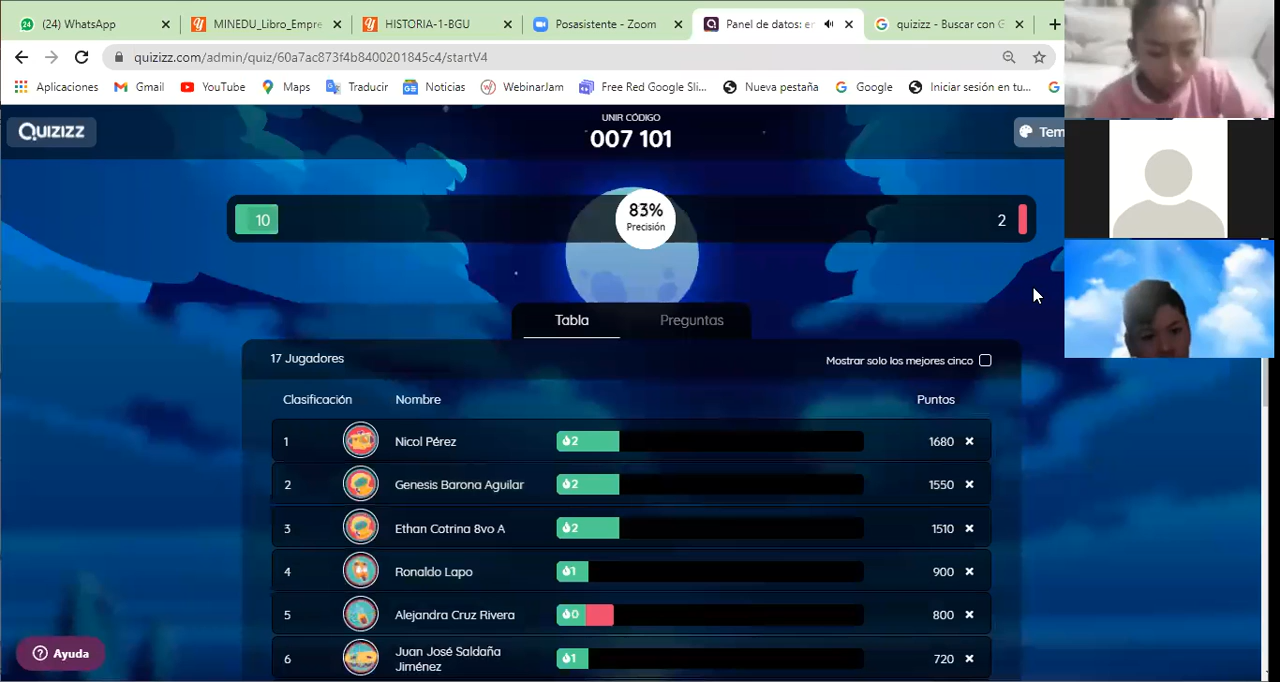 24 (24) WhatsApp
MINEDU_Libro_Empre
HISTORIA-1-BGU
Posasistente - Zoom
Panel de datos: er
quizizz - Buscar con G
quizizz.com/admin/quiz/60a7ac873f4b8400201845c4/startV4
Aplicaciones
Gmail
YouTube
Maps
Traducir
Noticias
WebinarJam
Free Red Google Sli...
Nueva pestaña
Google
Iniciar sesión en tu...
Quizizz
UNIR CÓDIGO
007 101
Tem
10
83%
Precisión
2
Tabla
Preguntas
17 Jugadores
Mostrar solo los mejores cinco
Clasificación Nombre Puntos
1 Nicol Pérez 2 1680
2 Genesis Barona Aguilar 2 1550
3 Ethan Cotrina 8vo A 2 1510
4 Ronaldo Lapo 1 900
5 Alejandra Cruz Rivera 0 800
6 Juan José Saldaña
Jiménez 1 720
Ayuda